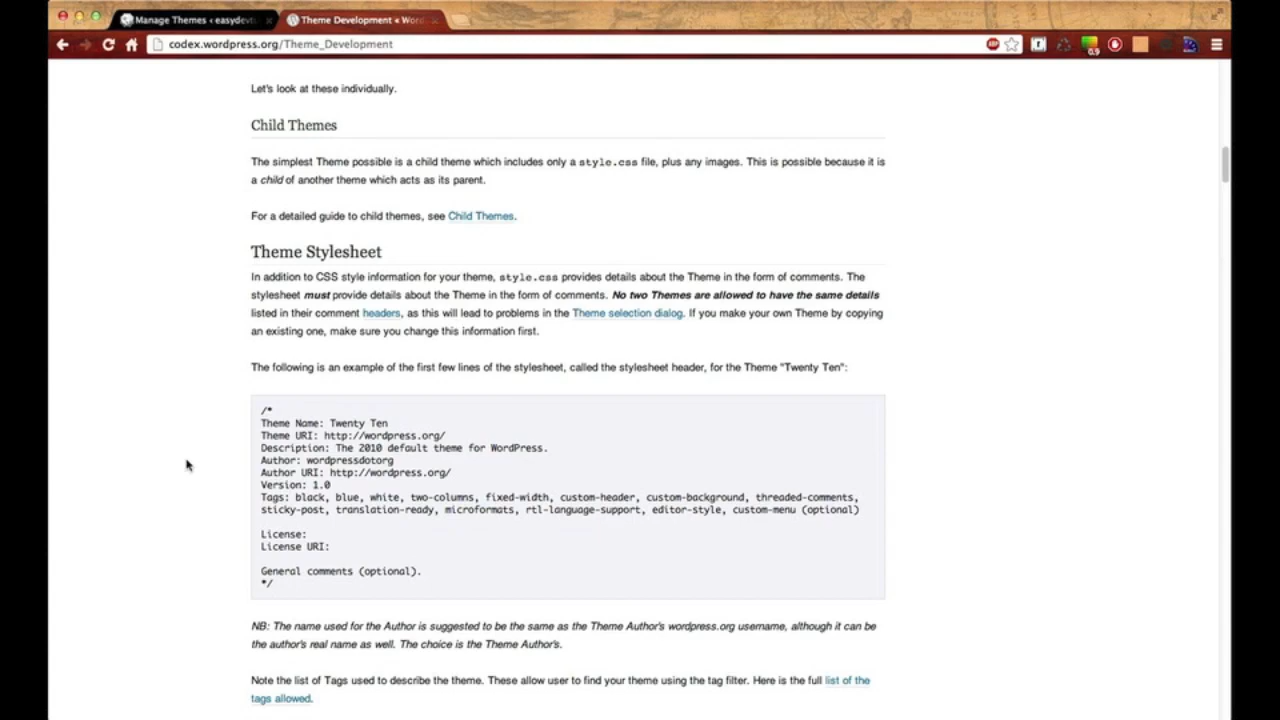 Manage Themes ‹ easydevt
Theme Development « Word
codex.wordpress.org/Theme_Development
ABP
Let's look at these individually.
Child Themes
The simplest Theme possible is a child theme which includes only a style.css file, plus any images. This is possible because it is
a child of another theme which acts as its parent.
For a detailed guide to child themes, see Child Themes.
Theme Stylesheet
In addition to CSS style information for your theme, style.css provides details about the Theme in the form of comments. The
stylesheet must provide details about the Theme in the form of comments. No two Themes are allowed to have the same details
listed in their comment headers, as this will lead to problems in the Theme selection dialog. If you make your own Theme by copying
an existing one, make sure you change this information first.
The following is an example of the first few lines of the stylesheet, called the stylesheet header, for the Theme "Twenty Ten":
/*
Theme Name: Twenty Ten
Theme URI: http://wordpress.org/
Description: The 2010 default theme for WordPress.
Author: wordpressdotorg
Author URI: http://wordpress.org/
Version: 1.0
Tags: black, blue, white, two-columns, fixed-width, custom-header, custom-background, threaded-comments,
sticky-post, translation-ready, microformats, rtl-language-support, editor-style, custom-menu (optional)
License:
License URI:
General comments (optional).
*/
NB: The name used for the Author is suggested to be the same as the Theme Author's wordpress.org username, although it can be
the author's real name as well. The choice is the Theme Author's.
Note the list of Tags used to describe the theme. These allow user to find your theme using the tag filter. Here is the full list of the
tags allowed.